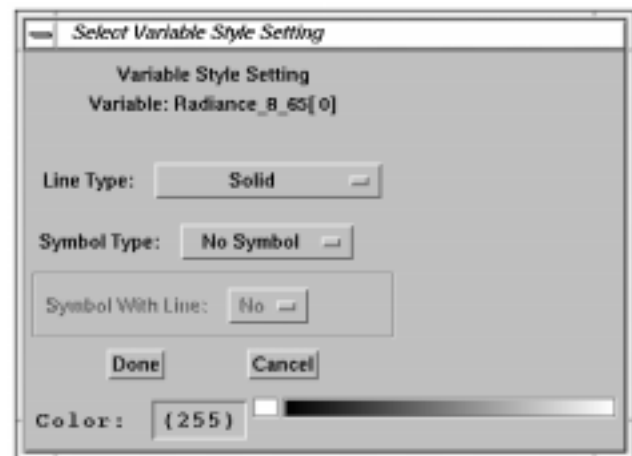 Select Variable Style Setting
Variable Style Setting
Variable: Radiance_8_65[0]
Line Type: Solid
Symbol Type: No Symbol
Symbol With Line: No
Done Cancel
Color: (255)